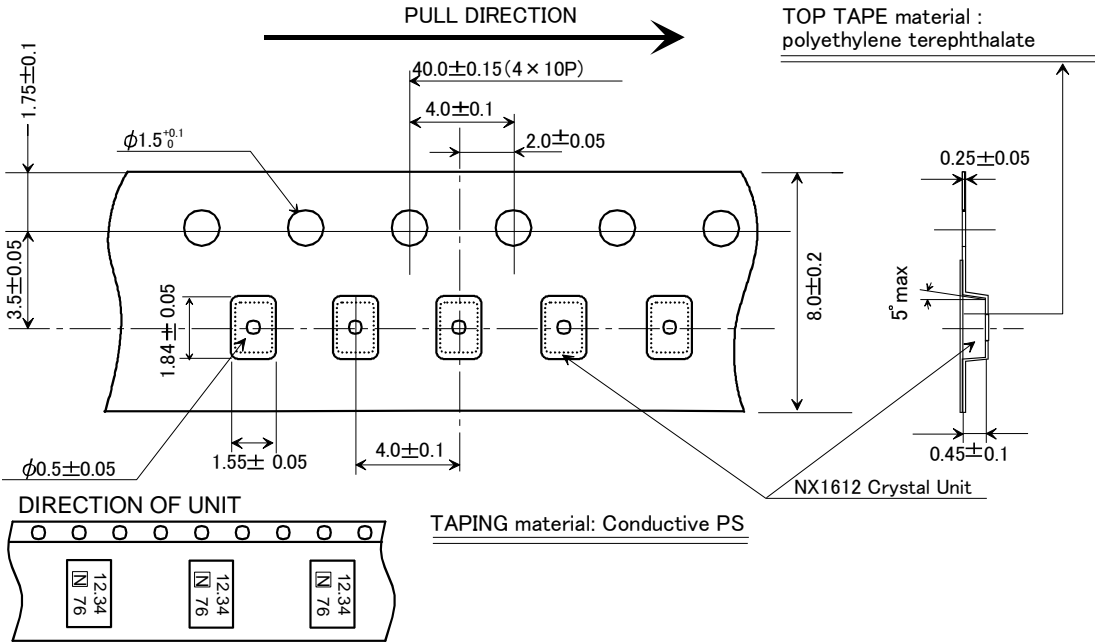 PULL DIRECTION
TOP TAPE material :
polyethylene terephthalate
1.75±0.1
40.0±0.15(4×10P)
4.0±0.1
φ1.5 +0.1 0
2.0±0.05
0.25±0.05
3.5±0.05
8.0±0.2
5°max
1.84± 0.05
φ0.5±0.05
1.55± 0.05
4.0±0.1
0.45±0.1
NX1612 Crystal Unit
DIRECTION OF UNIT
TAPING material: Conductive PS
12.34
N 76
12.34
N 76
12.34
N 76